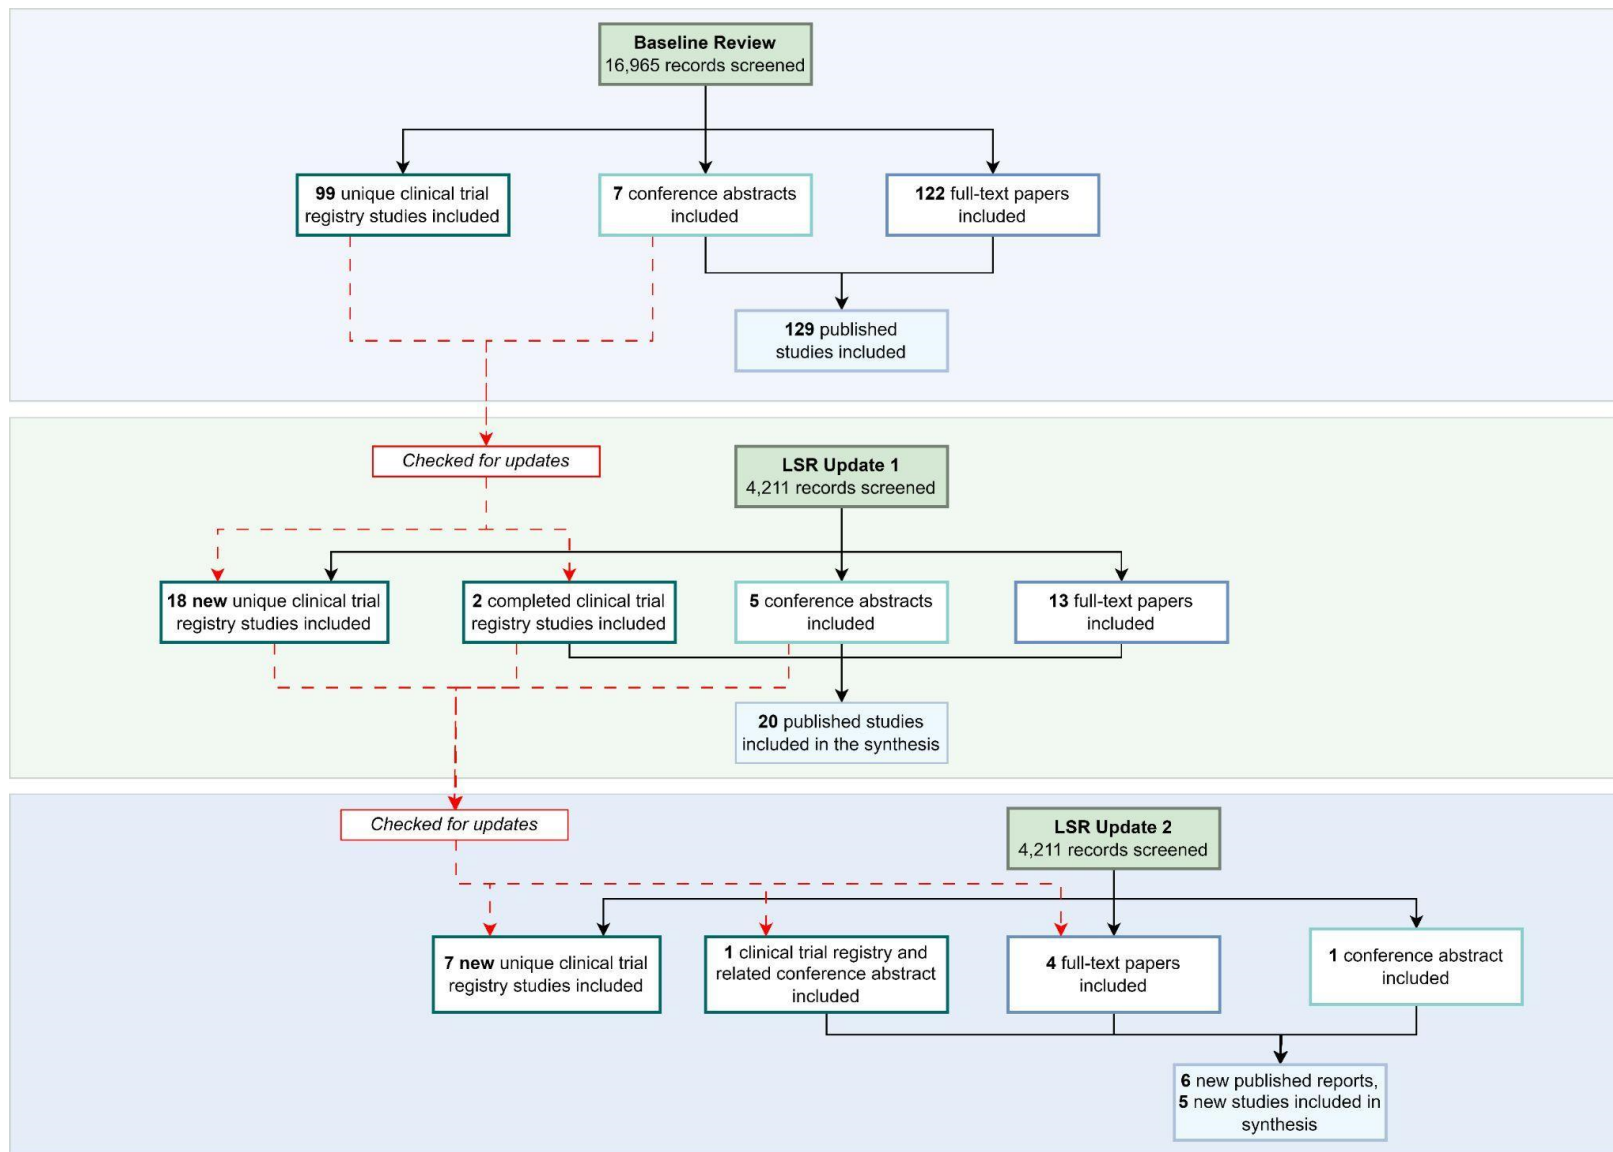 Baseline Review
16,965 records screened
99 unique clinical trial
registry studies included
7 conference abstracts
included
122 full-text papers
included
129 published
studies included
Checked for updates
LSR Update 1
4,211 records screened
18 new unique clinical trial
registry studies included
2 completed clinical trial
registry studies included
5 conference abstracts
included
13 full-text papers
included
20 published studies
included in the synthesis
Checked for updates
LSR Update 2
4,211 records screened
7 new unique clinical trial
registry studies included
1 clinical trial registry and
related conference abstract
included
4 full-text papers
included
1 conference abstract
included
6 new published reports,
5 new studies included in
synthesis